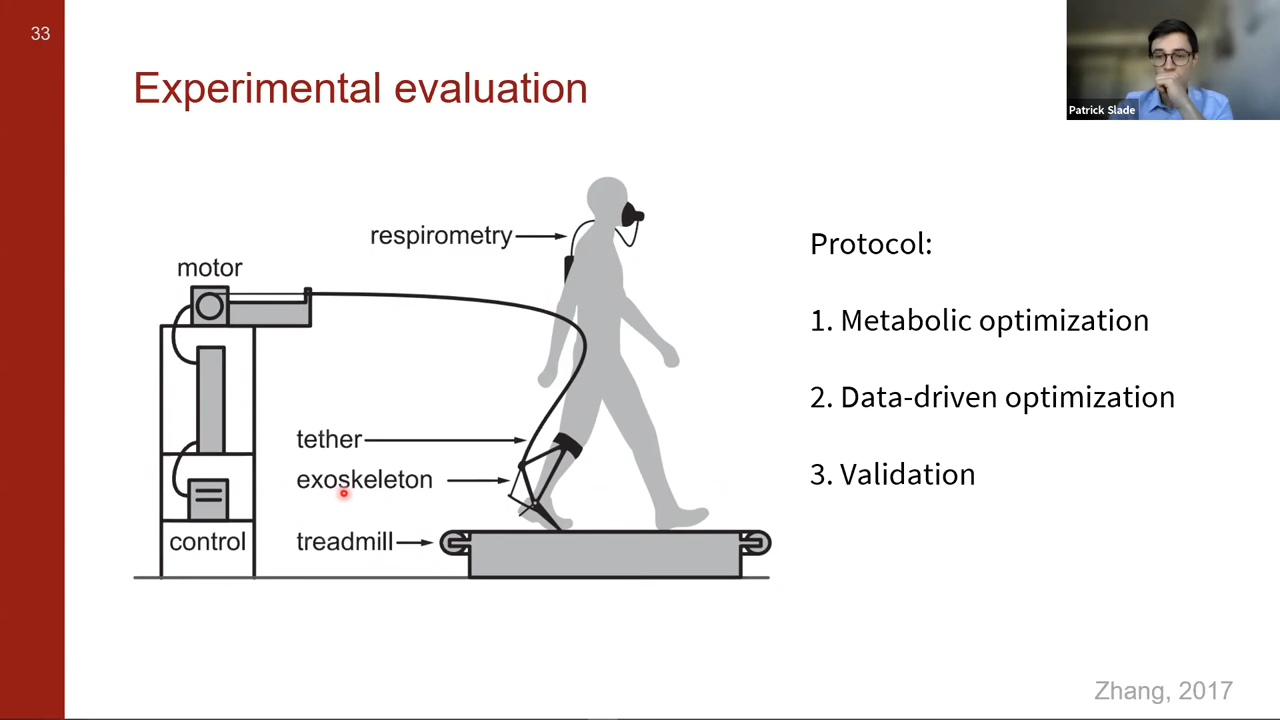 33
Experimental evaluation
Patrick Slade
respirometry
motor
tether
exoskeleton
treadmill
control
Protocol:
1. Metabolic optimization
2. Data-driven optimization
3. Validation
Zhang, 2017